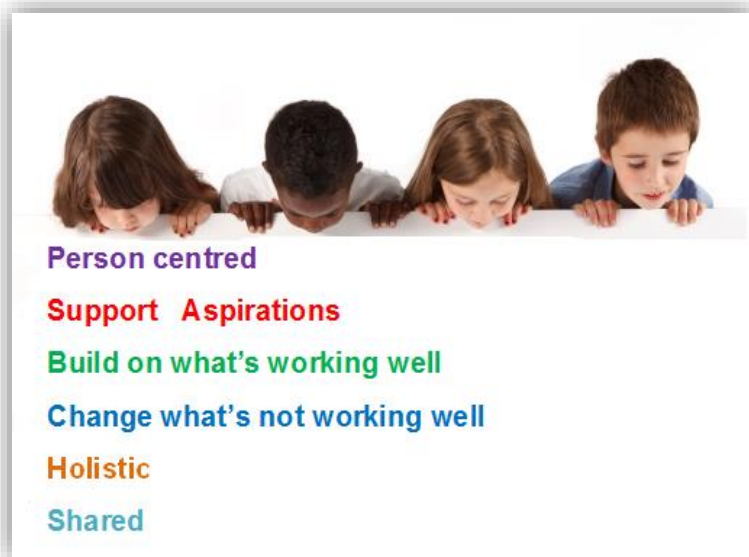 Person centred
Support Aspirations
Build on what’s working well
Change what’s not working well
Holistic
Shared